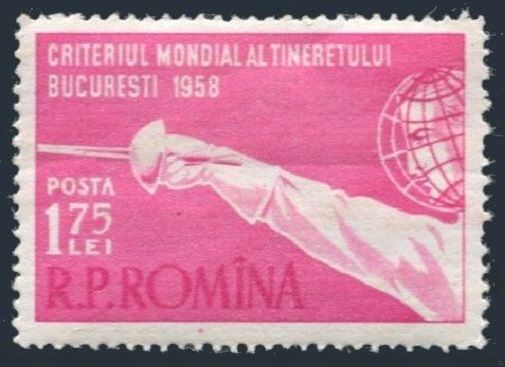 CRITERIUL MONDIAL AL TINERETULUI
BUCURESTI 1958
POSTA
1 75
LEI
R.P.ROMÎNA